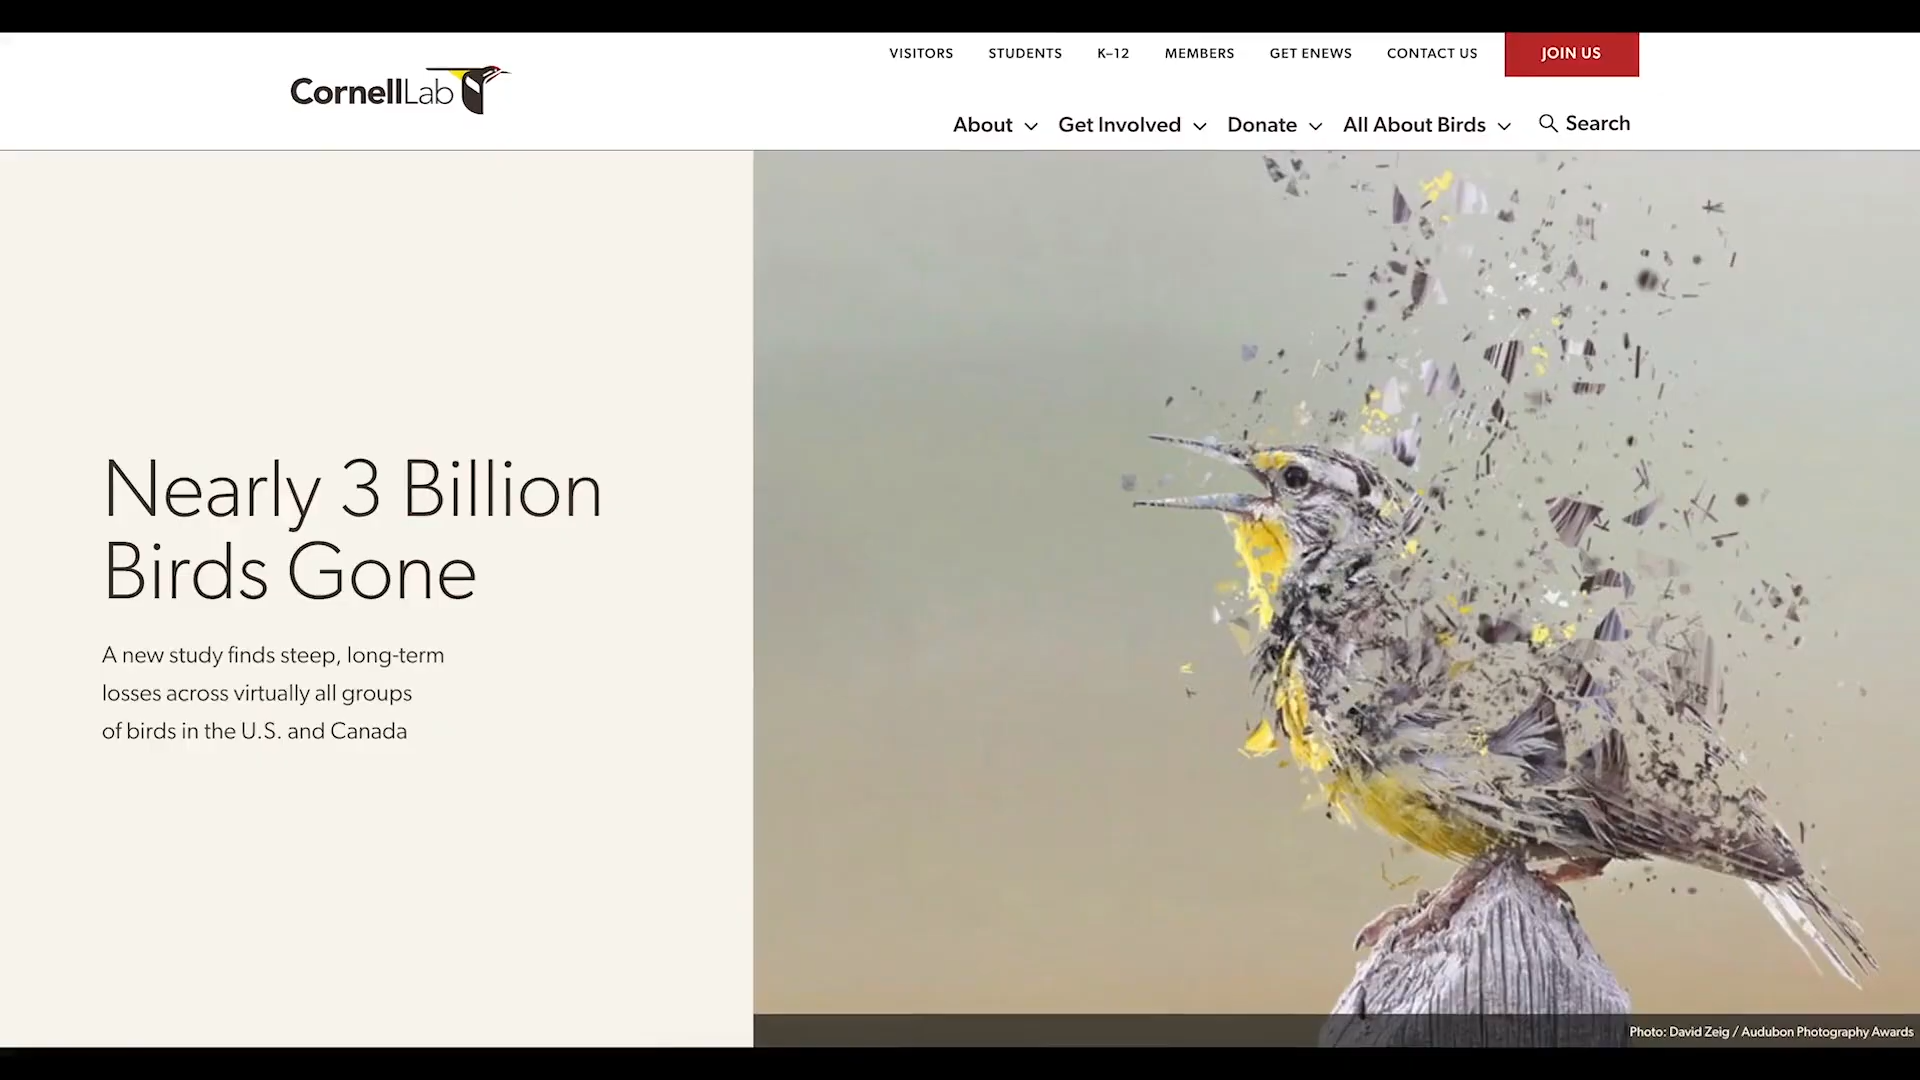 VISITORS STUDENTS K–12 MEMBERS GET ENEWS CONTACT US JOIN US
CornellLab
About Get Involved Donate All About Birds Search
Nearly 3 Billion
Birds Gone
A new study finds steep, long-term
losses across virtually all groups
of birds in the U.S. and Canada
Photo: David Zeig / Audubon Photography Awards